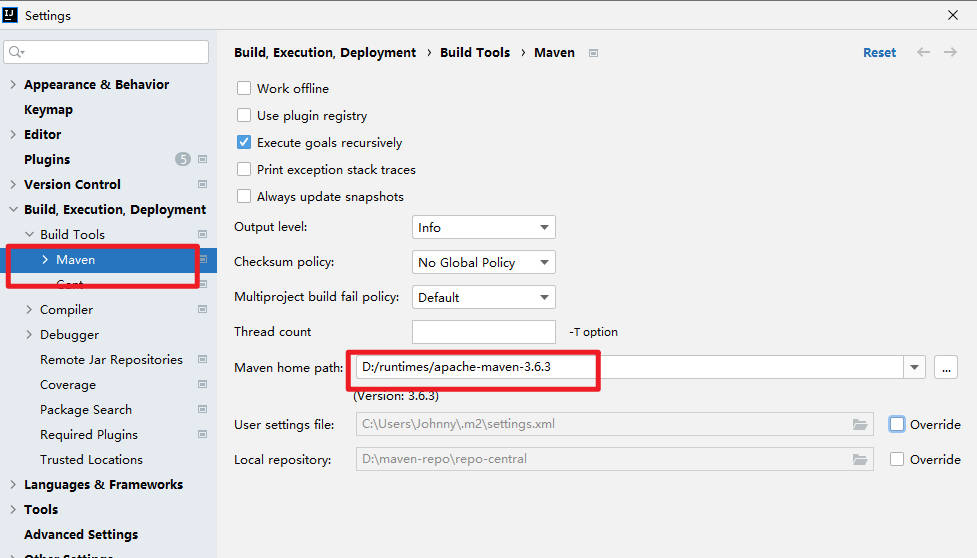 Settings
Appearance & Behavior
Keymap
Editor
Plugins 5
Version Control
Build, Execution, Deployment
Build Tools
Maven
Compiler
Debugger
Remote Jar Repositories
Coverage
Package Search
Required Plugins
Trusted Locations
Languages & Frameworks
Tools
Advanced Settings
Other Settings
Build, Execution, Deployment › Build Tools › Maven
Reset
Work offline
Use plugin registry
Execute goals recursively
Print exception stack traces
Always update snapshots
Output level: Info
Checksum policy: No Global Policy
Multiproject build fail policy: Default
Thread count -T option
Maven home path: D:/runtimes/apache-maven-3.6.3 ...
(Version: 3.6.3)
User settings file: C:\Users\Johnny\.m2\settings.xml Override
Local repository: D:\maven-repo\repo-central Override